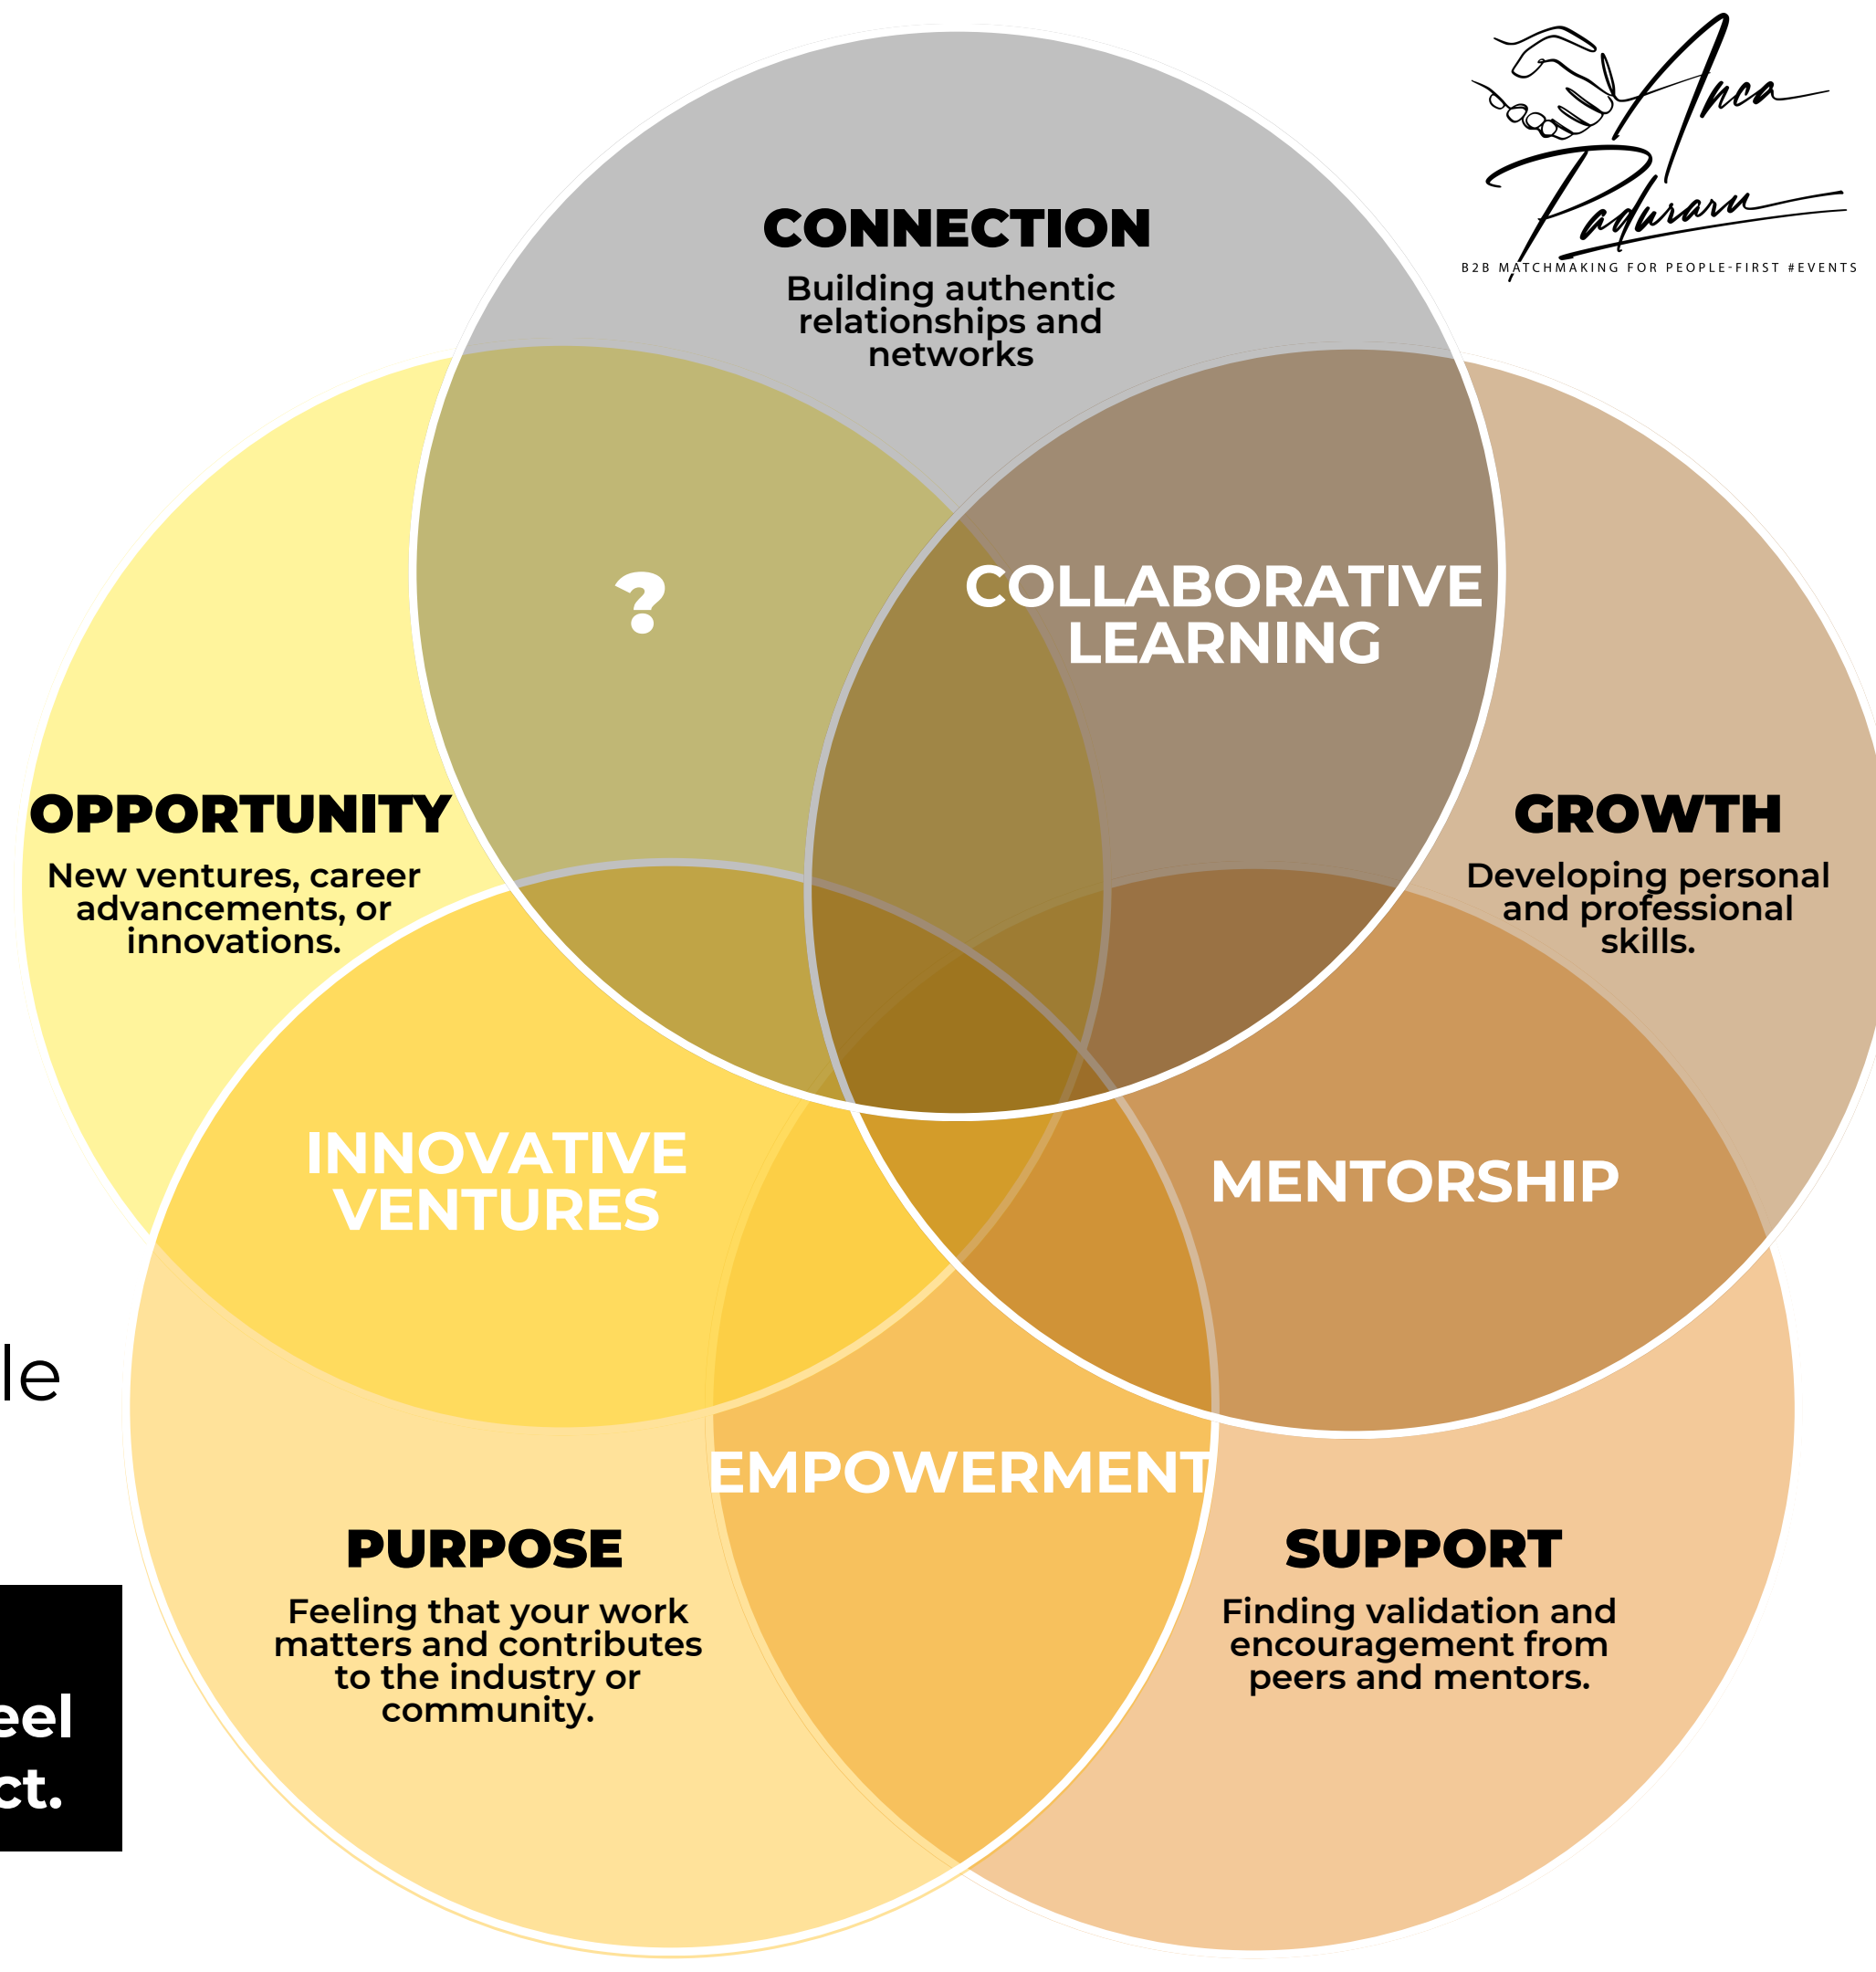 Anca
Paduraru
B2B MATCHMAKING FOR PEOPLE-FIRST #EVENTS
CONNECTION
Building authentic
relationships and
networks
?
COLLABORATIVE
LEARNING
OPPORTUNITY
New ventures, career
advancements, or
innovations.
GROWTH
Developing personal
and professional
skills.
INNOVATIVE
VENTURES
MENTORSHIP
le
EMPOWERMENT
PURPOSE
Feeling that your work
matters and contributes
to the industry or
community.
SUPPORT
Finding validation and
encouragement from
peers and mentors.
eel
ct.